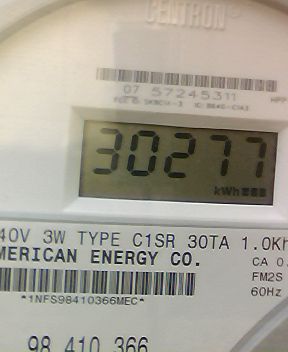 CENTRON®
07 57245311
30277
kWh
40V 3W TYPE C1SR 30TA 1.0Kh
MERICAN ENERGY CO.
CA 0.
FM2S
*1NFS98410366MEC*
60Hz
98 410 366